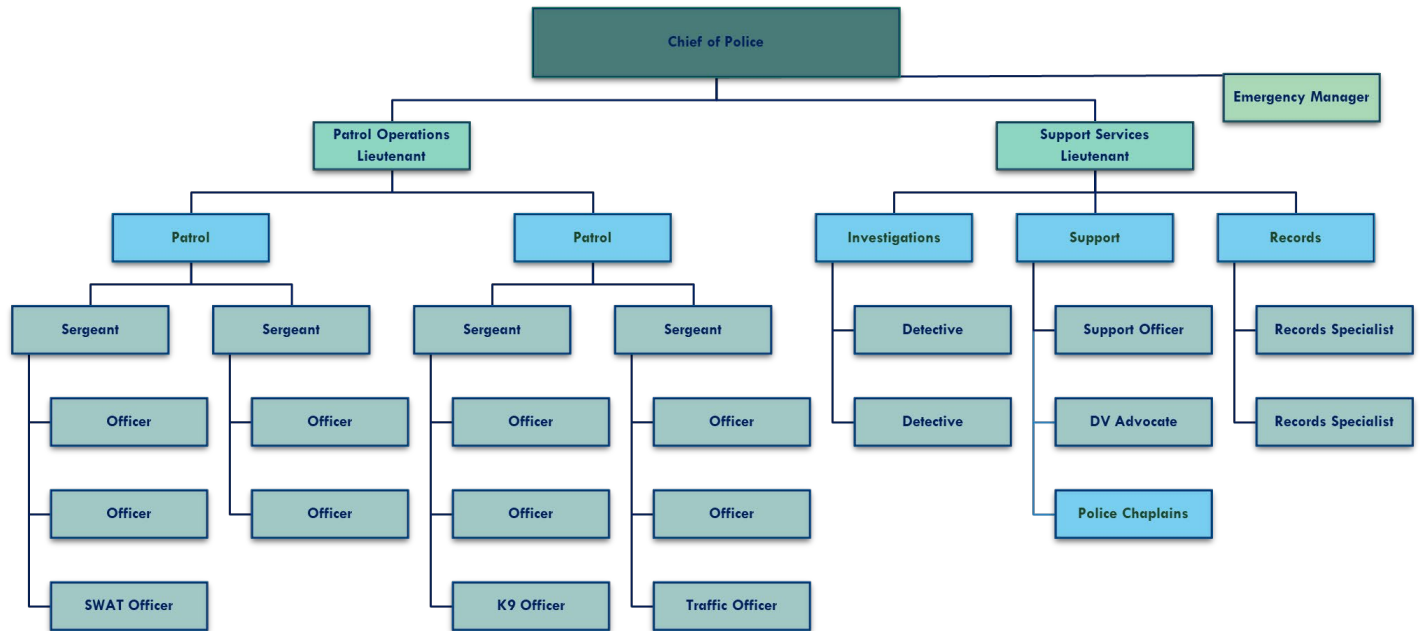 Chief of Police
Emergency Manager
Patrol Operations
Lieutenant
Support Services
Lieutenant
Patrol
Patrol
Investigations
Support
Records
Sergeant
Sergeant
Sergeant
Sergeant
Detective
Support Officer
Records Specialist
Officer
Officer
Officer
Officer
Detective
DV Advocate
Records Specialist
Officer
Officer
Officer
Officer
Police Chaplains
SWAT Officer
K9 Officer
Traffic Officer